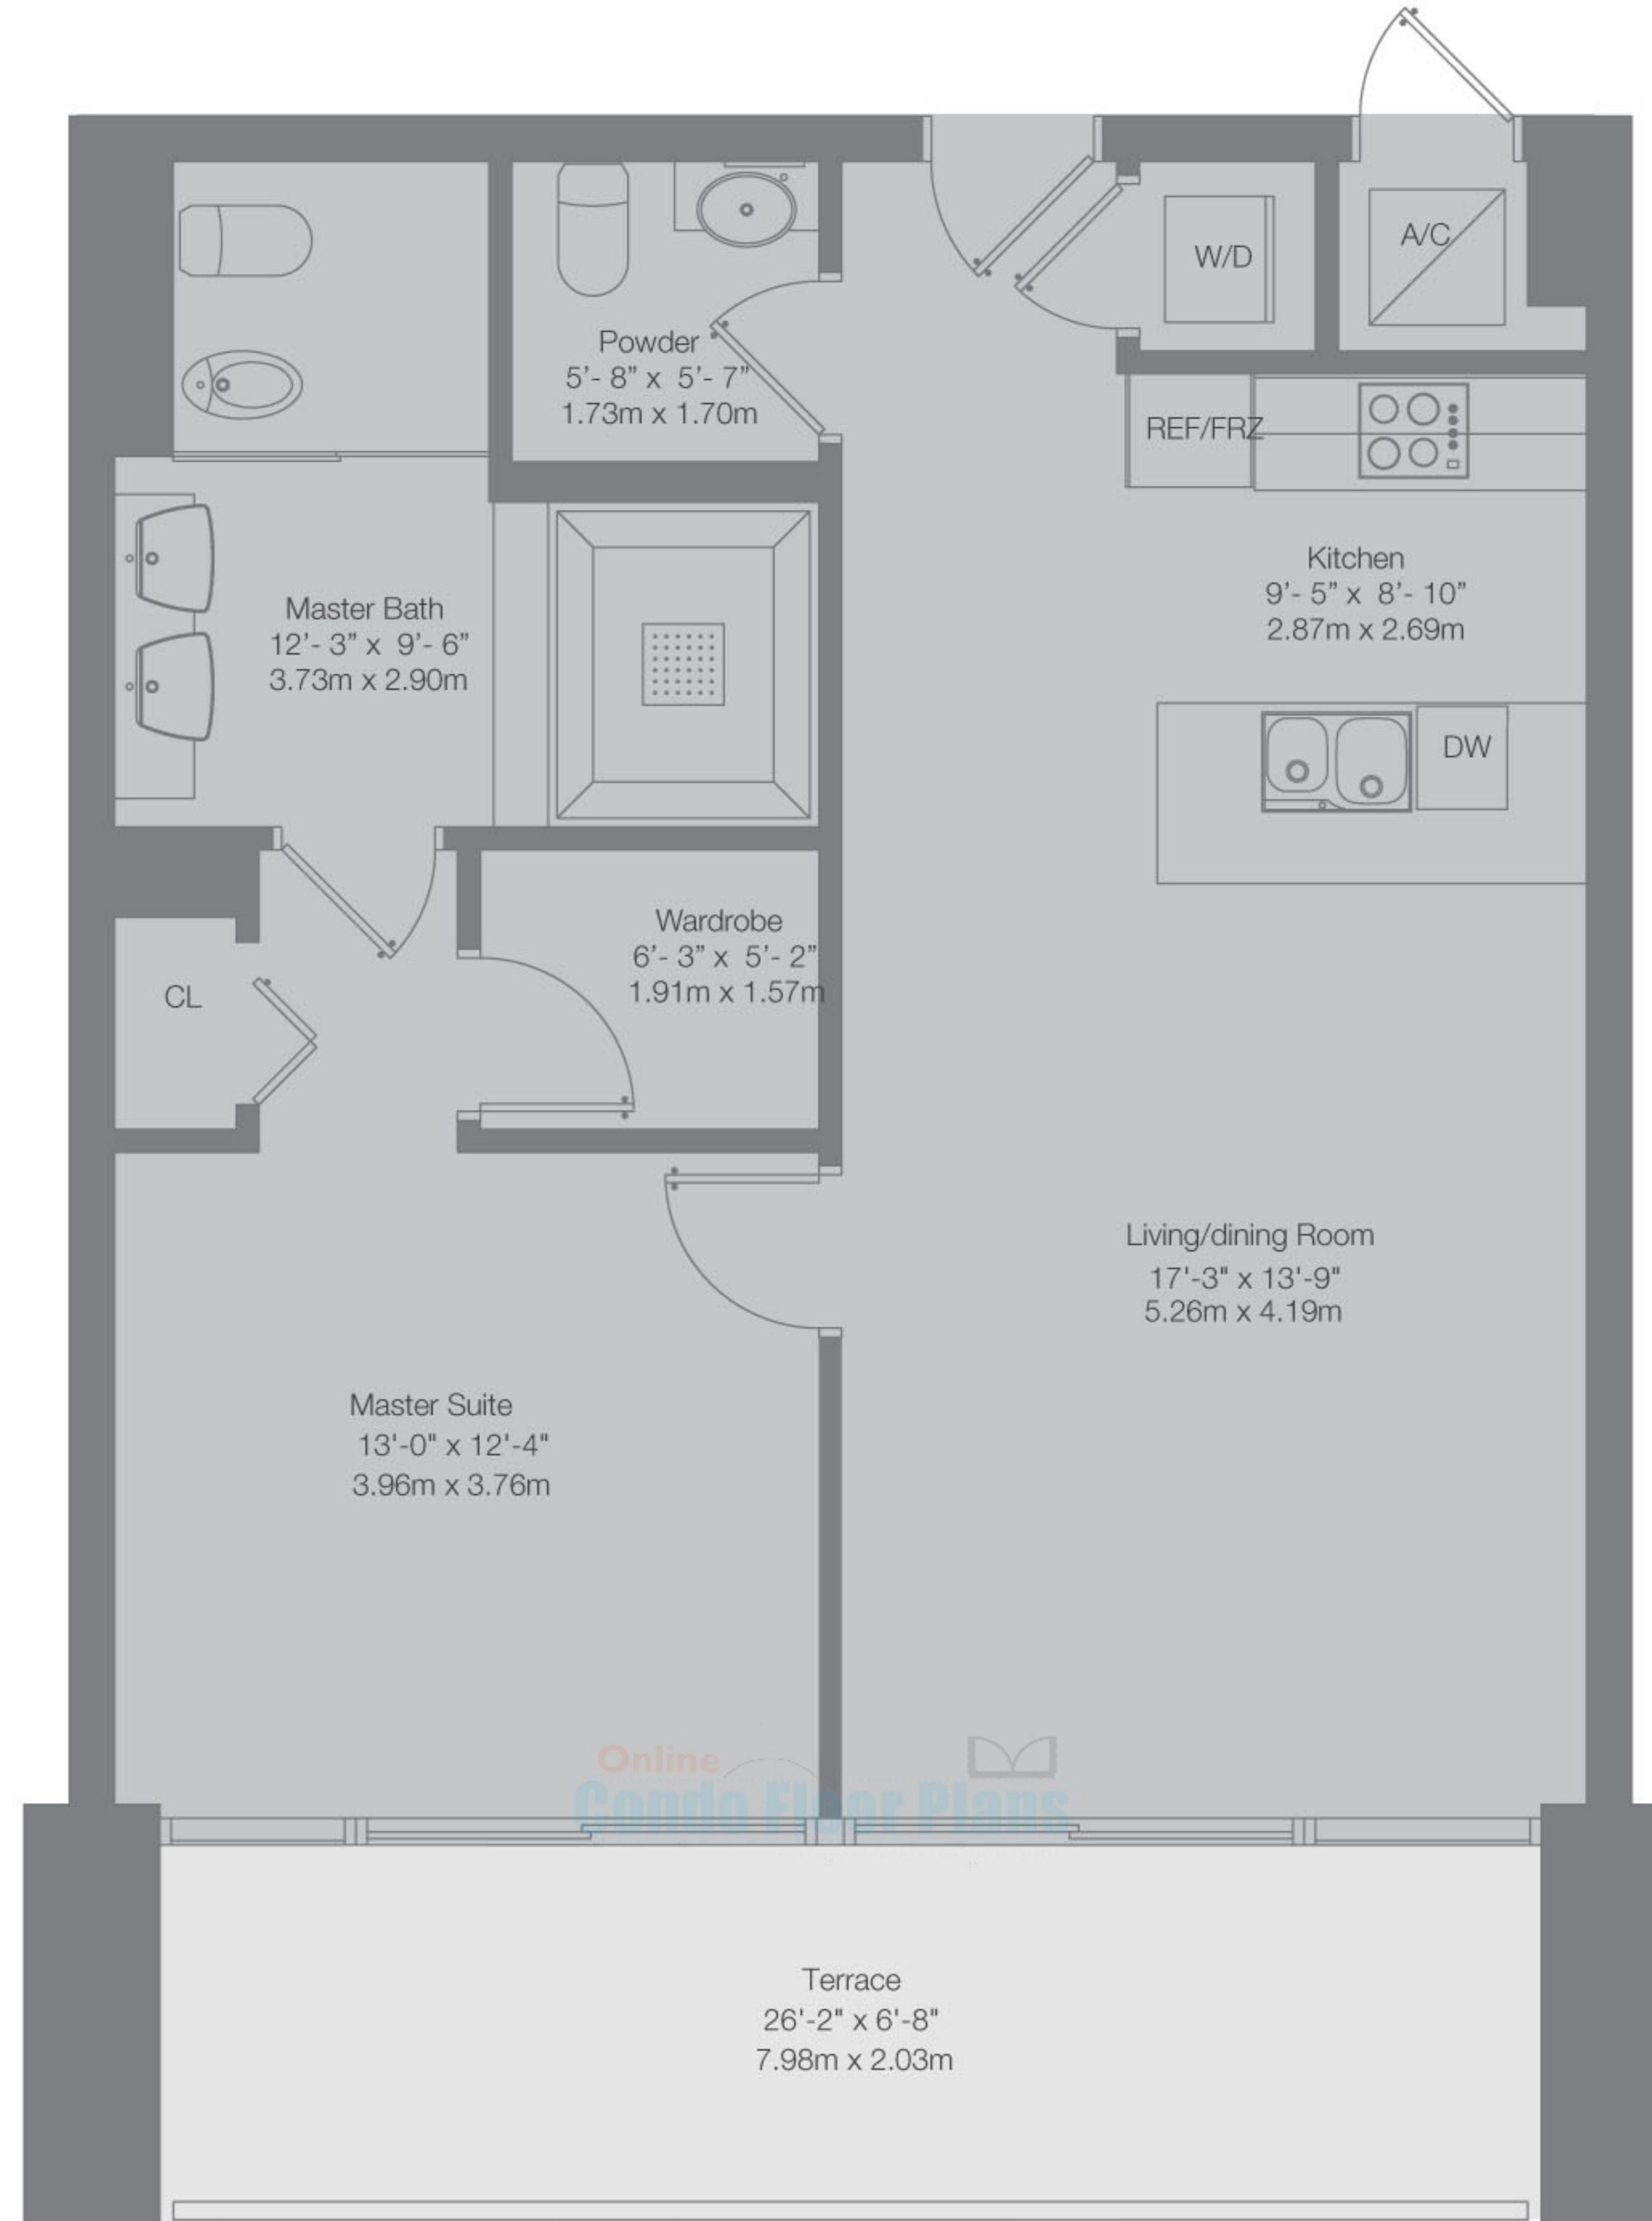 W/D
A/C
Powder
5’- 8” x 5’- 7”
1.73m x 1.70m
REF/FRZ
Kitchen
9’- 5” x 8’- 10”
2.87m x 2.69m
Master Bath
12’- 3” x 9’- 6”
3.73m x 2.90m
DW
Wardrobe
6’- 3” x 5’- 2”
1.91m x 1.57m
CL
Living/dining Room
17'-3" x 13'-9"
5.26m x 4.19m
Master Suite
13'-0" x 12'-4"
3.96m x 3.76m
Online
Condo Floor Plans
Terrace
26'-2" x 6'-8"
7.98m x 2.03m